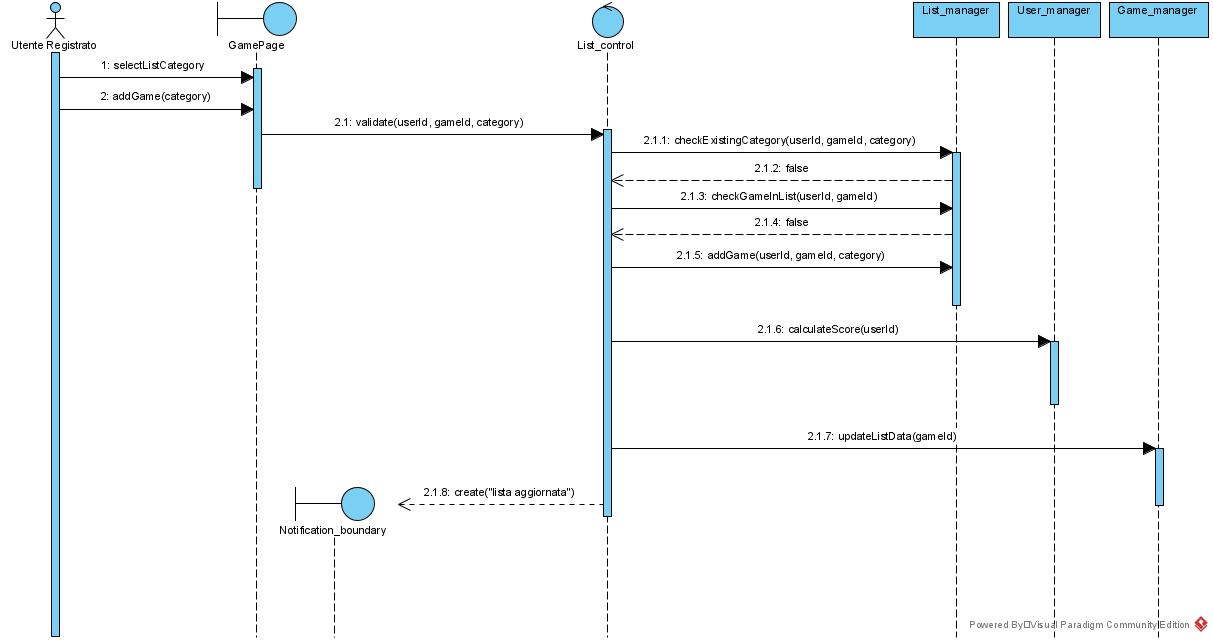 List_manager
User_manager
Game_manager
Utente Registrato
GamePage
List_control
1: selectListCategory
2: addGame(category)
2.1: validate(userId, gameId, category)
2.1.1: checkExistingCategory(userId, gameId, category)
2.1.2: false
2.1.3: checkGameInList(userId, gameId)
2.1.4: false
2.1.5: addGame(userId, gameId, category)
2.1.6: calculateScore(userId)
2.1.7: updateListData(gameId)
2.1.8: create("lista aggiornata")
Notification_boundary
Powered By Visual Paradigm Community Edition